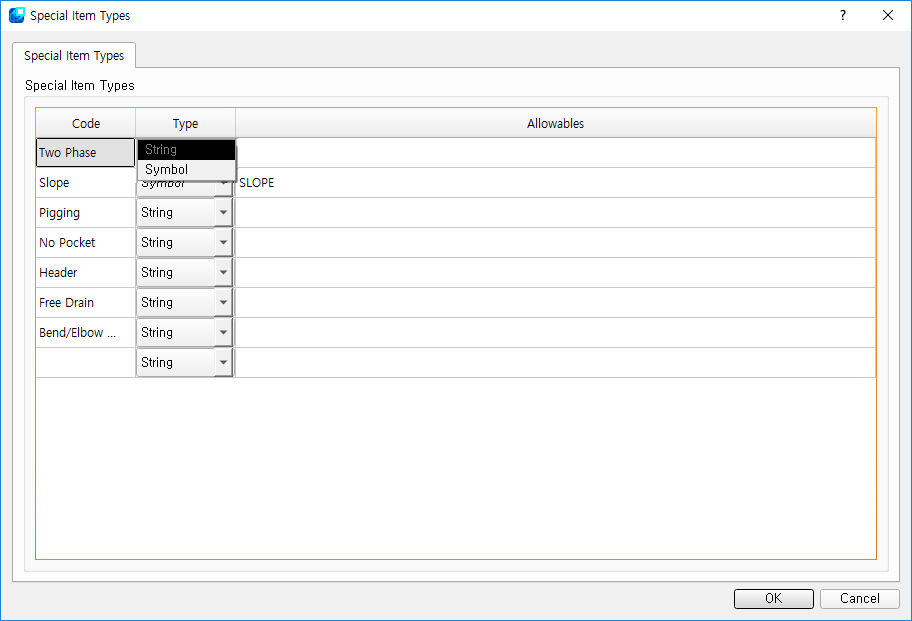 Special Item Types
?
Special Item Types
Special Item Types
Code Type Allowables
Two Phase String
Symbol
Slope Symbol SLOPE
Pigging String
No Pocket String
Header String
Free Drain String
Bend/Elbow ... String
String
OK Cancel